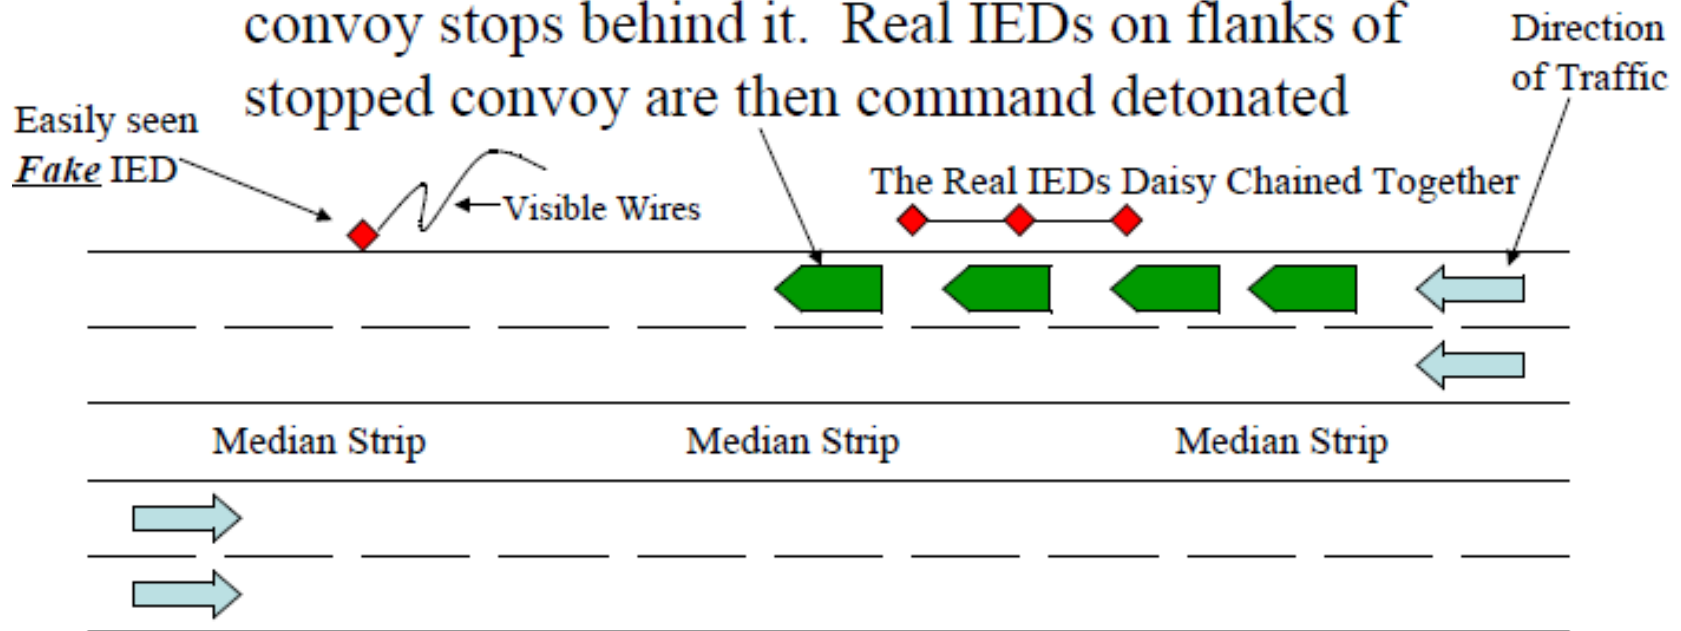 convoy stops behind it. Real IEDs on flanks of
stopped convoy are then command detonated
Direction
of Traffic
Easily seen
Fake IED
Visible Wires
The Real IEDs Daisy Chained Together
Median Strip
Median Strip
Median Strip